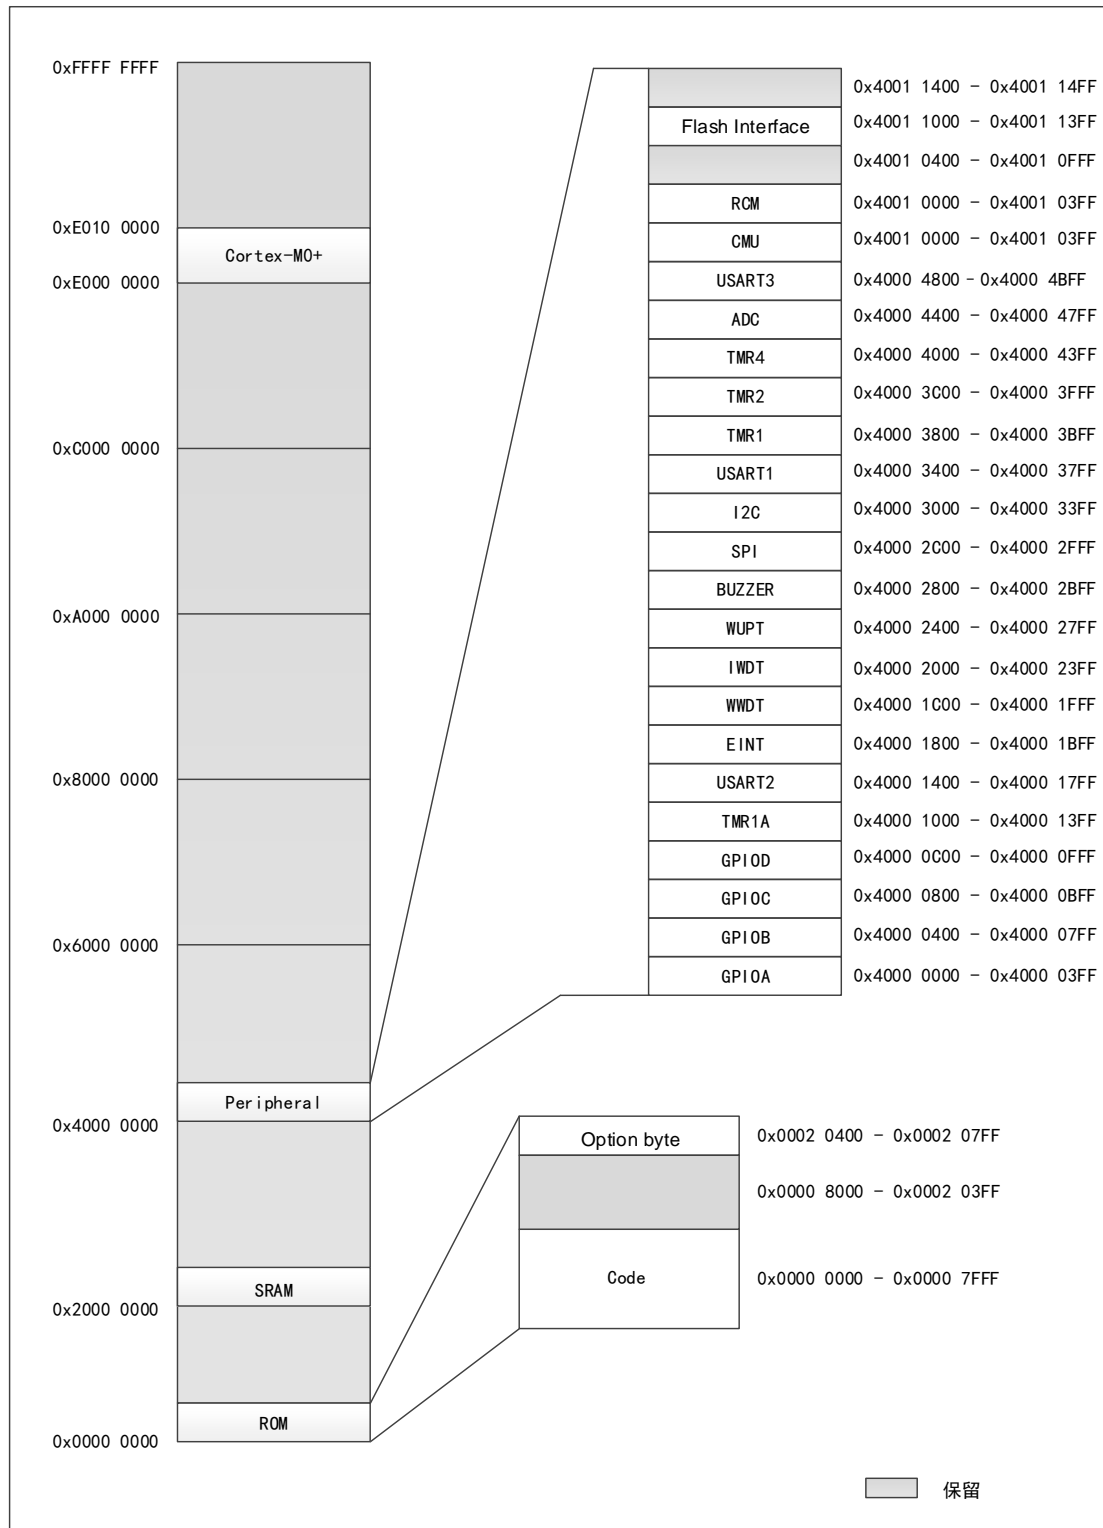 0xFFFF FFFF
0xE010 0000
Cortex-M0+
0xE000 0000
0xC000 0000
0xA000 0000
0x8000 0000
0x6000 0000
Peripheral
0x4000 0000
SRAM
0x2000 0000
ROM
0x0000 0000
0x4001 1400 - 0x4001 14FF
Flash Interface 0x4001 1000 - 0x4001 13FF
0x4001 0400 - 0x4001 0FFF
RCM 0x4001 0000 - 0x4001 03FF
CMU 0x4001 0000 - 0x4001 03FF
USART3 0x4000 4800 - 0x4000 4BFF
ADC 0x4000 4400 - 0x4000 47FF
TMR4 0x4000 4000 - 0x4000 43FF
TMR2 0x4000 3C00 - 0x4000 3FFF
TMR1 0x4000 3800 - 0x4000 3BFF
USART1 0x4000 3400 - 0x4000 37FF
I2C 0x4000 3000 - 0x4000 33FF
SPI 0x4000 2C00 - 0x4000 2FFF
BUZZER 0x4000 2800 - 0x4000 2BFF
WUPT 0x4000 2400 - 0x4000 27FF
IWDT 0x4000 2000 - 0x4000 23FF
WWDT 0x4000 1C00 - 0x4000 1FFF
EINT 0x4000 1800 - 0x4000 1BFF
USART2 0x4000 1400 - 0x4000 17FF
TMR1A 0x4000 1000 - 0x4000 13FF
GPIOD 0x4000 0C00 - 0x4000 0FFF
GPIOC 0x4000 0800 - 0x4000 0BFF
GPIOB 0x4000 0400 - 0x4000 07FF
GPIOA 0x4000 0000 - 0x4000 03FF
Option byte 0x0002 0400 - 0x0002 07FF
0x0000 8000 - 0x0002 03FF
Code 0x0000 0000 - 0x0000 7FFF
保留